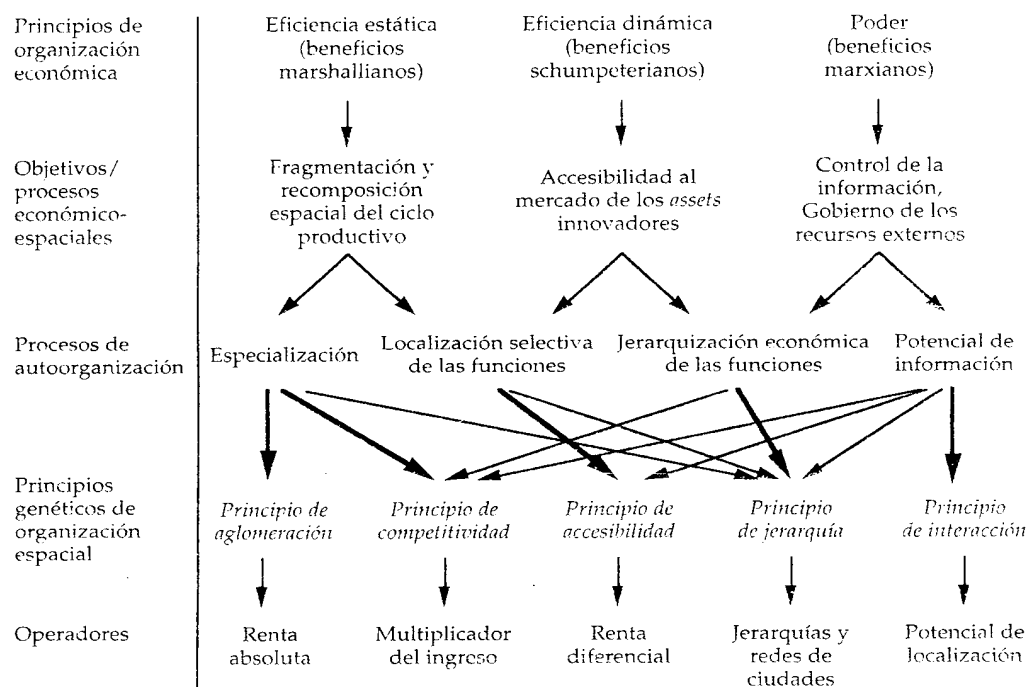 Principios de
organización
económica
Eficiencia estática
(beneficios
marshallianos)
Eficiencia dinámica
(beneficios
schumpeterianos)
Poder
(beneficios
marxianos)
Objetivos/
procesos
económico-
espaciales
Fragmentación y
recomposición
espacial del ciclo
productivo
Accesibilidad al
mercado de los assets
innovadores
Control de la
información,
Gobierno de los
recursos externos
Procesos de
autoorganización
Especialización
Localización selectiva
de las funciones
Jerarquización económica
de las funciones
Potencial de
información
Principios
genéticos de
organización
espacial
Principio de
aglomeración
Principio de
competitividad
Principio de
accesibilidad
Principio
de jerarquía
Principio
de interacción
Operadores
Renta
absoluta
Multiplicador
del ingreso
Renta
diferencial
Jerarquías y
redes de
ciudades
Potencial de
localización